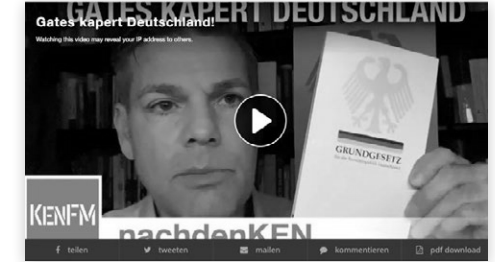 GATES KAPERT DEUTSCHLAND
Gates kapert Deutschland!
Watching this video may reveal your IP address to others.
GRUNDGESETZ
KENFM
nachdenKEN
teilen
tweeten
mailen
kommentieren
pdf download